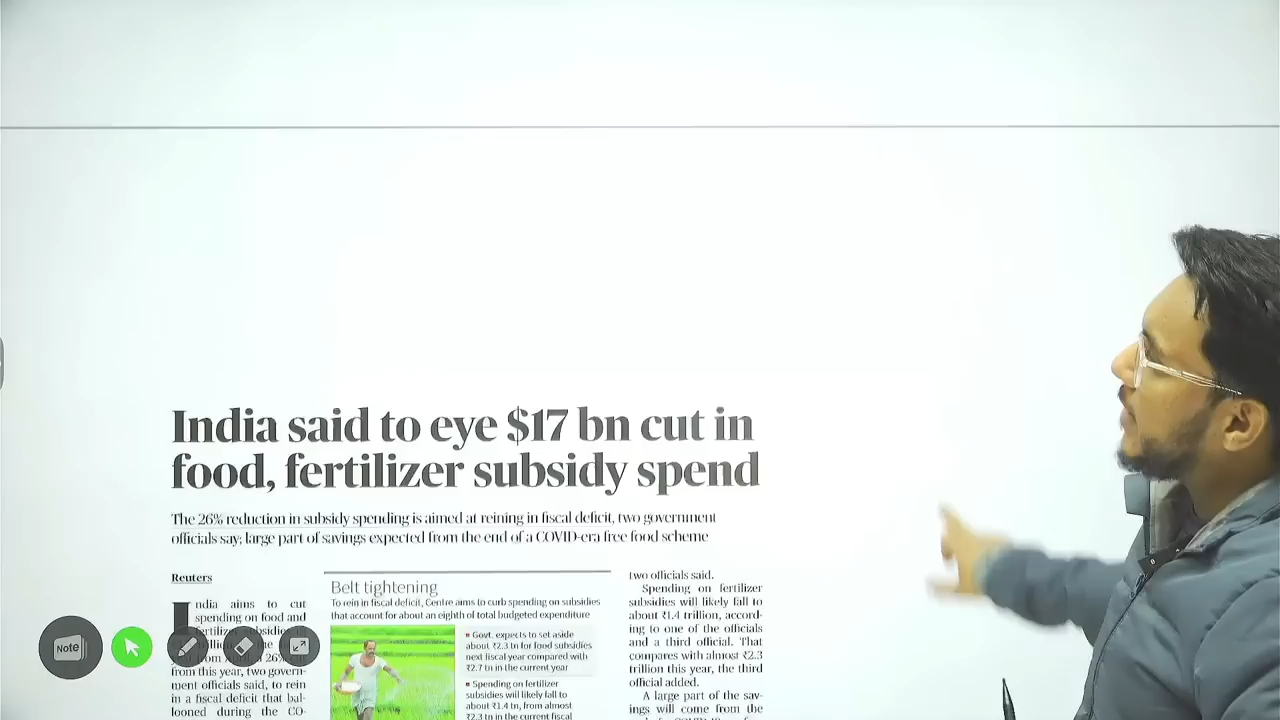 India said to eye $17 bn cut in
food, fertilizer subsidy spend
The 26% reduction in subsidy spending is aimed at reining in fiscal deficit, two government
officials say; large part of savings expected from the end of a COVID-era free food scheme
Reuters
India aims to cut
spending on food and
from this year, two govern-
ment officials said, to rein
in a fiscal deficit that bal-
looned during the CO-
Belt tightening
To rein in fiscal deficit, Centre aims to curb spending on subsidies
that account for about an eighth of total budgeted expenditure
■ Govt. expects to set aside
about ₹2.3 tn for food subsidies
next fiscal year compared with
₹2.7 tn in the current year
■ Spending on fertilizer
subsidies will likely fall to
about ₹1.4 tn, from almost
₹2.3 tn in the current fiscal
two officials said.
Spending on fertilizer
subsidies will likely fall to
about ₹1.4 trillion, accord-
ing to one of the officials
and a third official. That
compares with almost ₹2.3
trillion this year, the third
official added.
A large part of the sav-
ings will come from the
Note